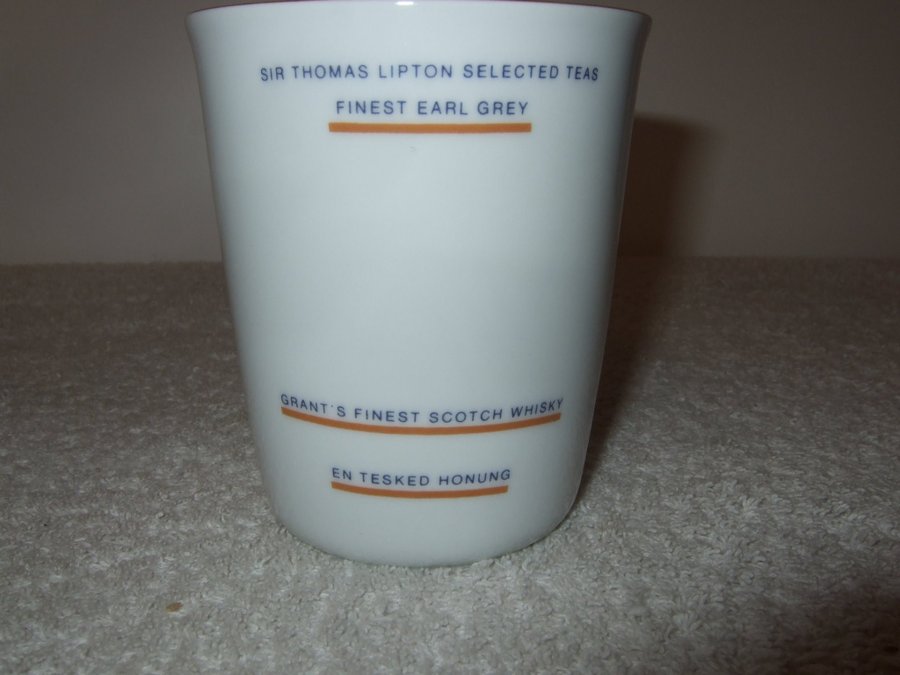 SIR THOMAS LIPTON SELECTED TEAS
FINEST EARL GREY
GRANT'S FINEST SCOTCH WHISKY
EN TESKED HONUNG